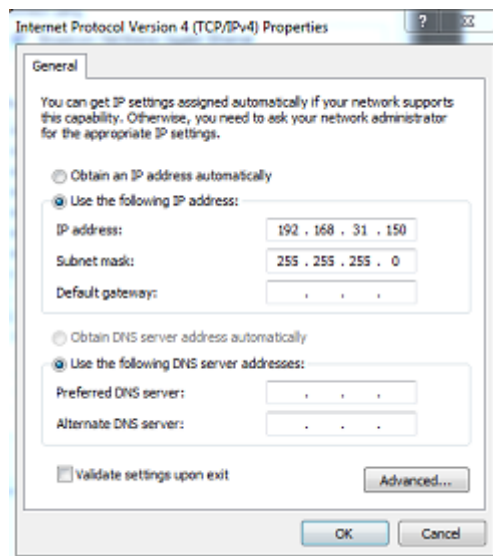 Internet Protocol Version 4 (TCP/IPv4) Properties
General
You can get IP settings assigned automatically if your network supports
this capability. Otherwise, you need to ask your network administrator
for the appropriate IP settings.
Obtain an IP address automatically
Use the following IP address:
IP address: 192 . 168 . 31 . 150
Subnet mask: 255 . 255 . 255 . 0
Default gateway: . . .
Obtain DNS server address automatically
Use the following DNS server addresses:
Preferred DNS server: . . .
Alternate DNS server: . . .
Validate settings upon exit
Advanced...
OK Cancel